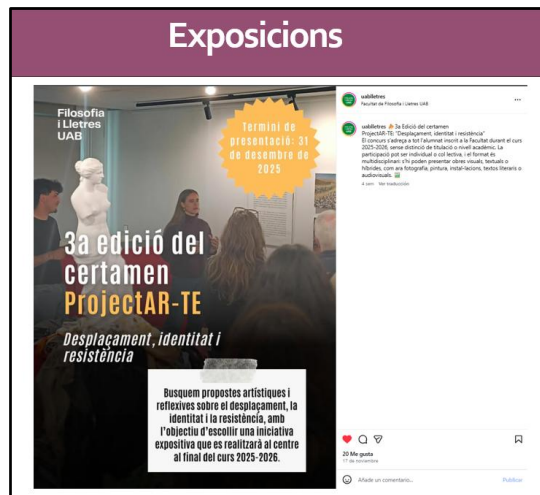 Exposicions
Filosofia
i Lletres
UAB
Termini de
presentació: 31
de desembre de
2025
3a edició del
certamen
ProjectAR-TE
Desplaçament, identitat i
resistència
Busquem propostes artístiques i
reflexives sobre el desplaçament, la
identitat i la resistència, amb
l'objectiu d'escollir una iniciativa
expositiva que es realitzarà al centre
al final del curs 2025-2026.
uablletres
Facultat de Filosofia i Lletres UAB
uablletres 3a Edició del certamen
ProjectAR-TE: "Desplaçament, identitat i resistència"
El concurs s'adreça a tot l'alumnat inscrit a la Facultat durant el curs
2025-2026, sense distinció de titulació o nivell acadèmic. La
participació pot ser individual o col·lectiva, i el format és
multidisciplinari: s'hi poden presentar obres visuals, textuals o
híbrides, com ara fotografia, pintura, instal·lacions, textos literaris o
audiovisuals.
4 sem Ver traducción
20 Me gusta
17 de noviembre
Añade un comentario...
Publicar